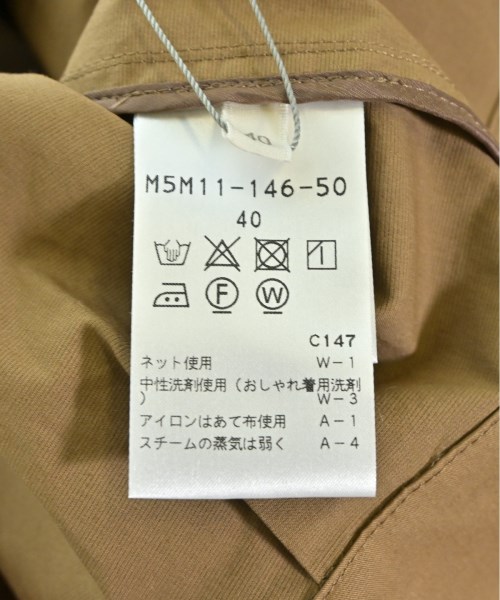 40
M5M11-146-50
40
F W
C147
ネット使用 W-1
中性洗剤使用(おしゃれ着用洗剤
) W-3
アイロンはあて布使用 A-1
スチームの蒸気は弱く A-4